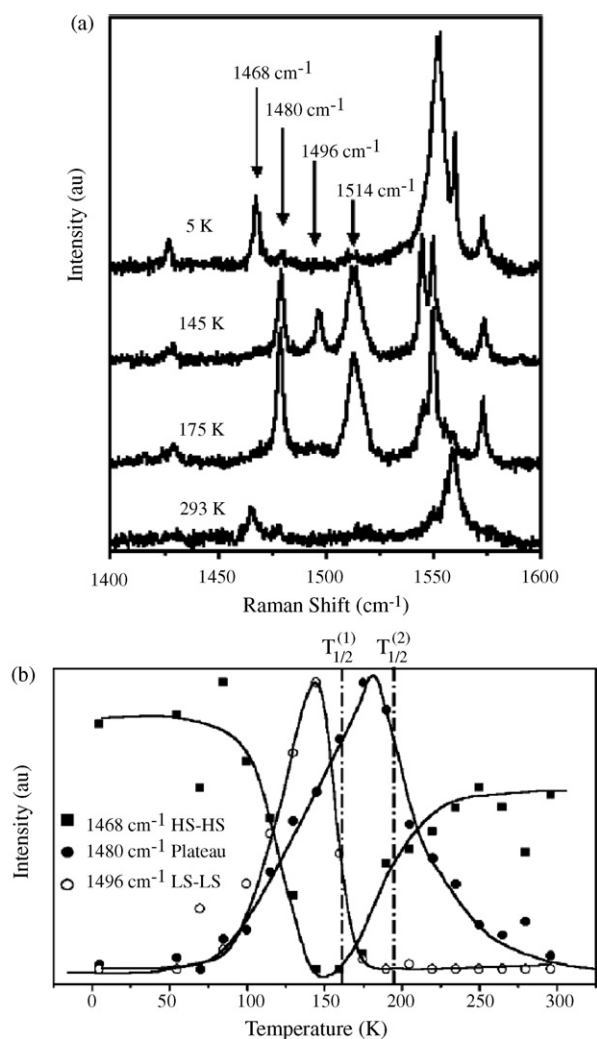 (a)
1468 cm-1
1480 cm-1
1496 cm-1
1514 cm-1
5 K
145 K
175 K
293 K
Intensity (au)
1400 1450 1500 1550 1600
Raman Shift (cm-1)
T1/2(1) T1/2(2)
(b)
Intensity (au)
1468 cm-1 HS-HS
1480 cm-1 Plateau
1496 cm-1 LS-LS
0 50 75 100 150 200 250 300
Temperature (K)